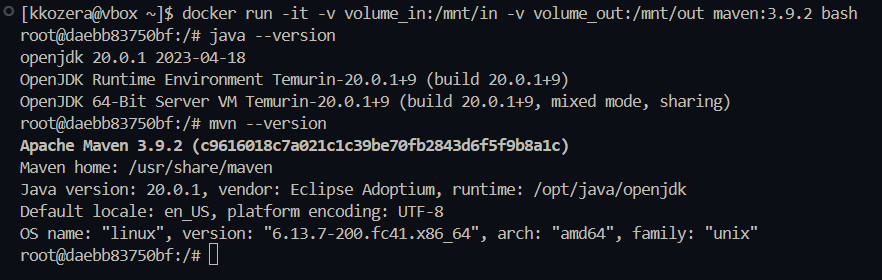 [kkozera@vbox ~]$ docker run -it -v volume_in:/mnt/in -v volume_out:/mnt/out maven:3.9.2 bash
root@daebb83750bf:/# java --version
openjdk 20.0.1 2023-04-18
OpenJDK Runtime Environment Temurin-20.0.1+9 (build 20.0.1+9)
OpenJDK 64-Bit Server VM Temurin-20.0.1+9 (build 20.0.1+9, mixed mode, sharing)
root@daebb83750bf:/# mvn --version
Apache Maven 3.9.2 (c9616018c7a021c1c39be70fb2843d6f5f9b8a1c)
Maven home: /usr/share/maven
Java version: 20.0.1, vendor: Eclipse Adoptium, runtime: /opt/java/openjdk
Default locale: en_US, platform encoding: UTF-8
OS name: "linux", version: "6.13.7-200.fc41.x86_64", arch: "amd64", family: "unix"
root@daebb83750bf:/#